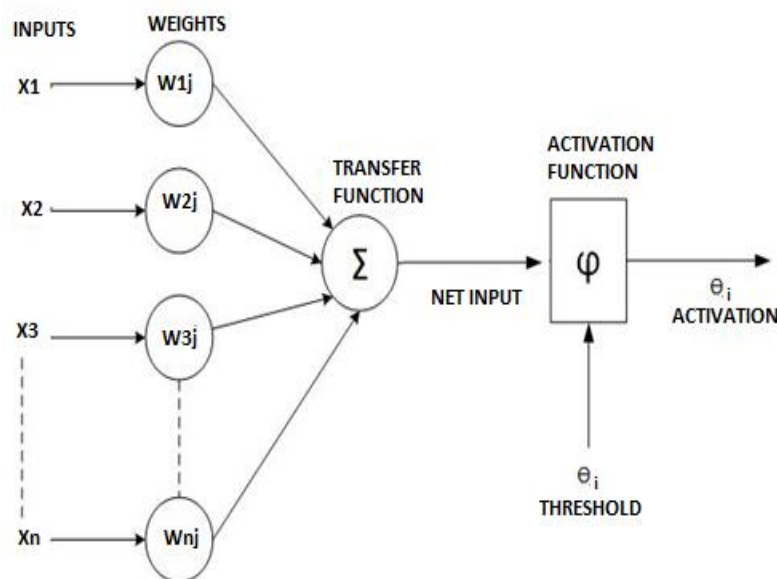 INPUTS
WEIGHTS
X1
W1j
X2
W2j
X3
W3j
Xn
Wnj
TRANSFER
FUNCTION
Σ
NET INPUT
ACTIVATION
FUNCTION
φ
θi
ACTIVATION
θi
THRESHOLD